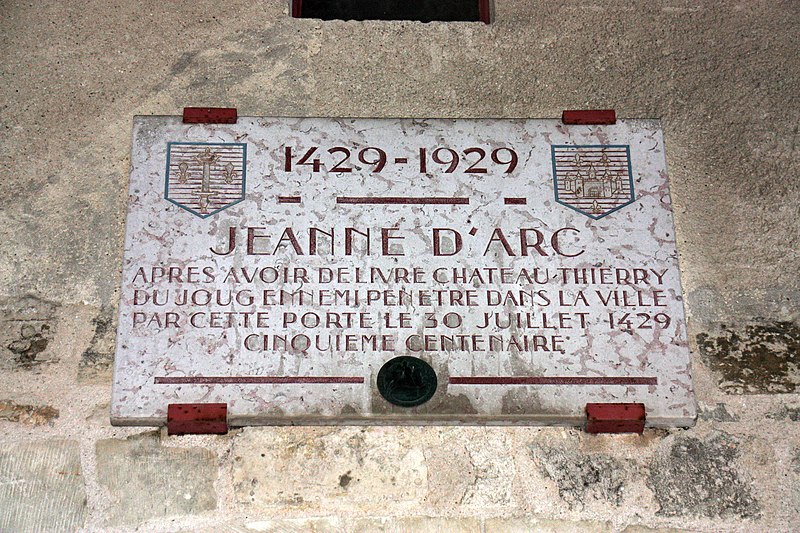 1429-1929
JEANNE D'ARC
APRES AVOIR DELIVRE CHATEAU-THIERRY
DU JOUG ENNEMI PENETRE DANS LA VILLE
PAR CETTE PORTE LE 30 JUILLET 1429
CINQUIEME CENTENAIRE